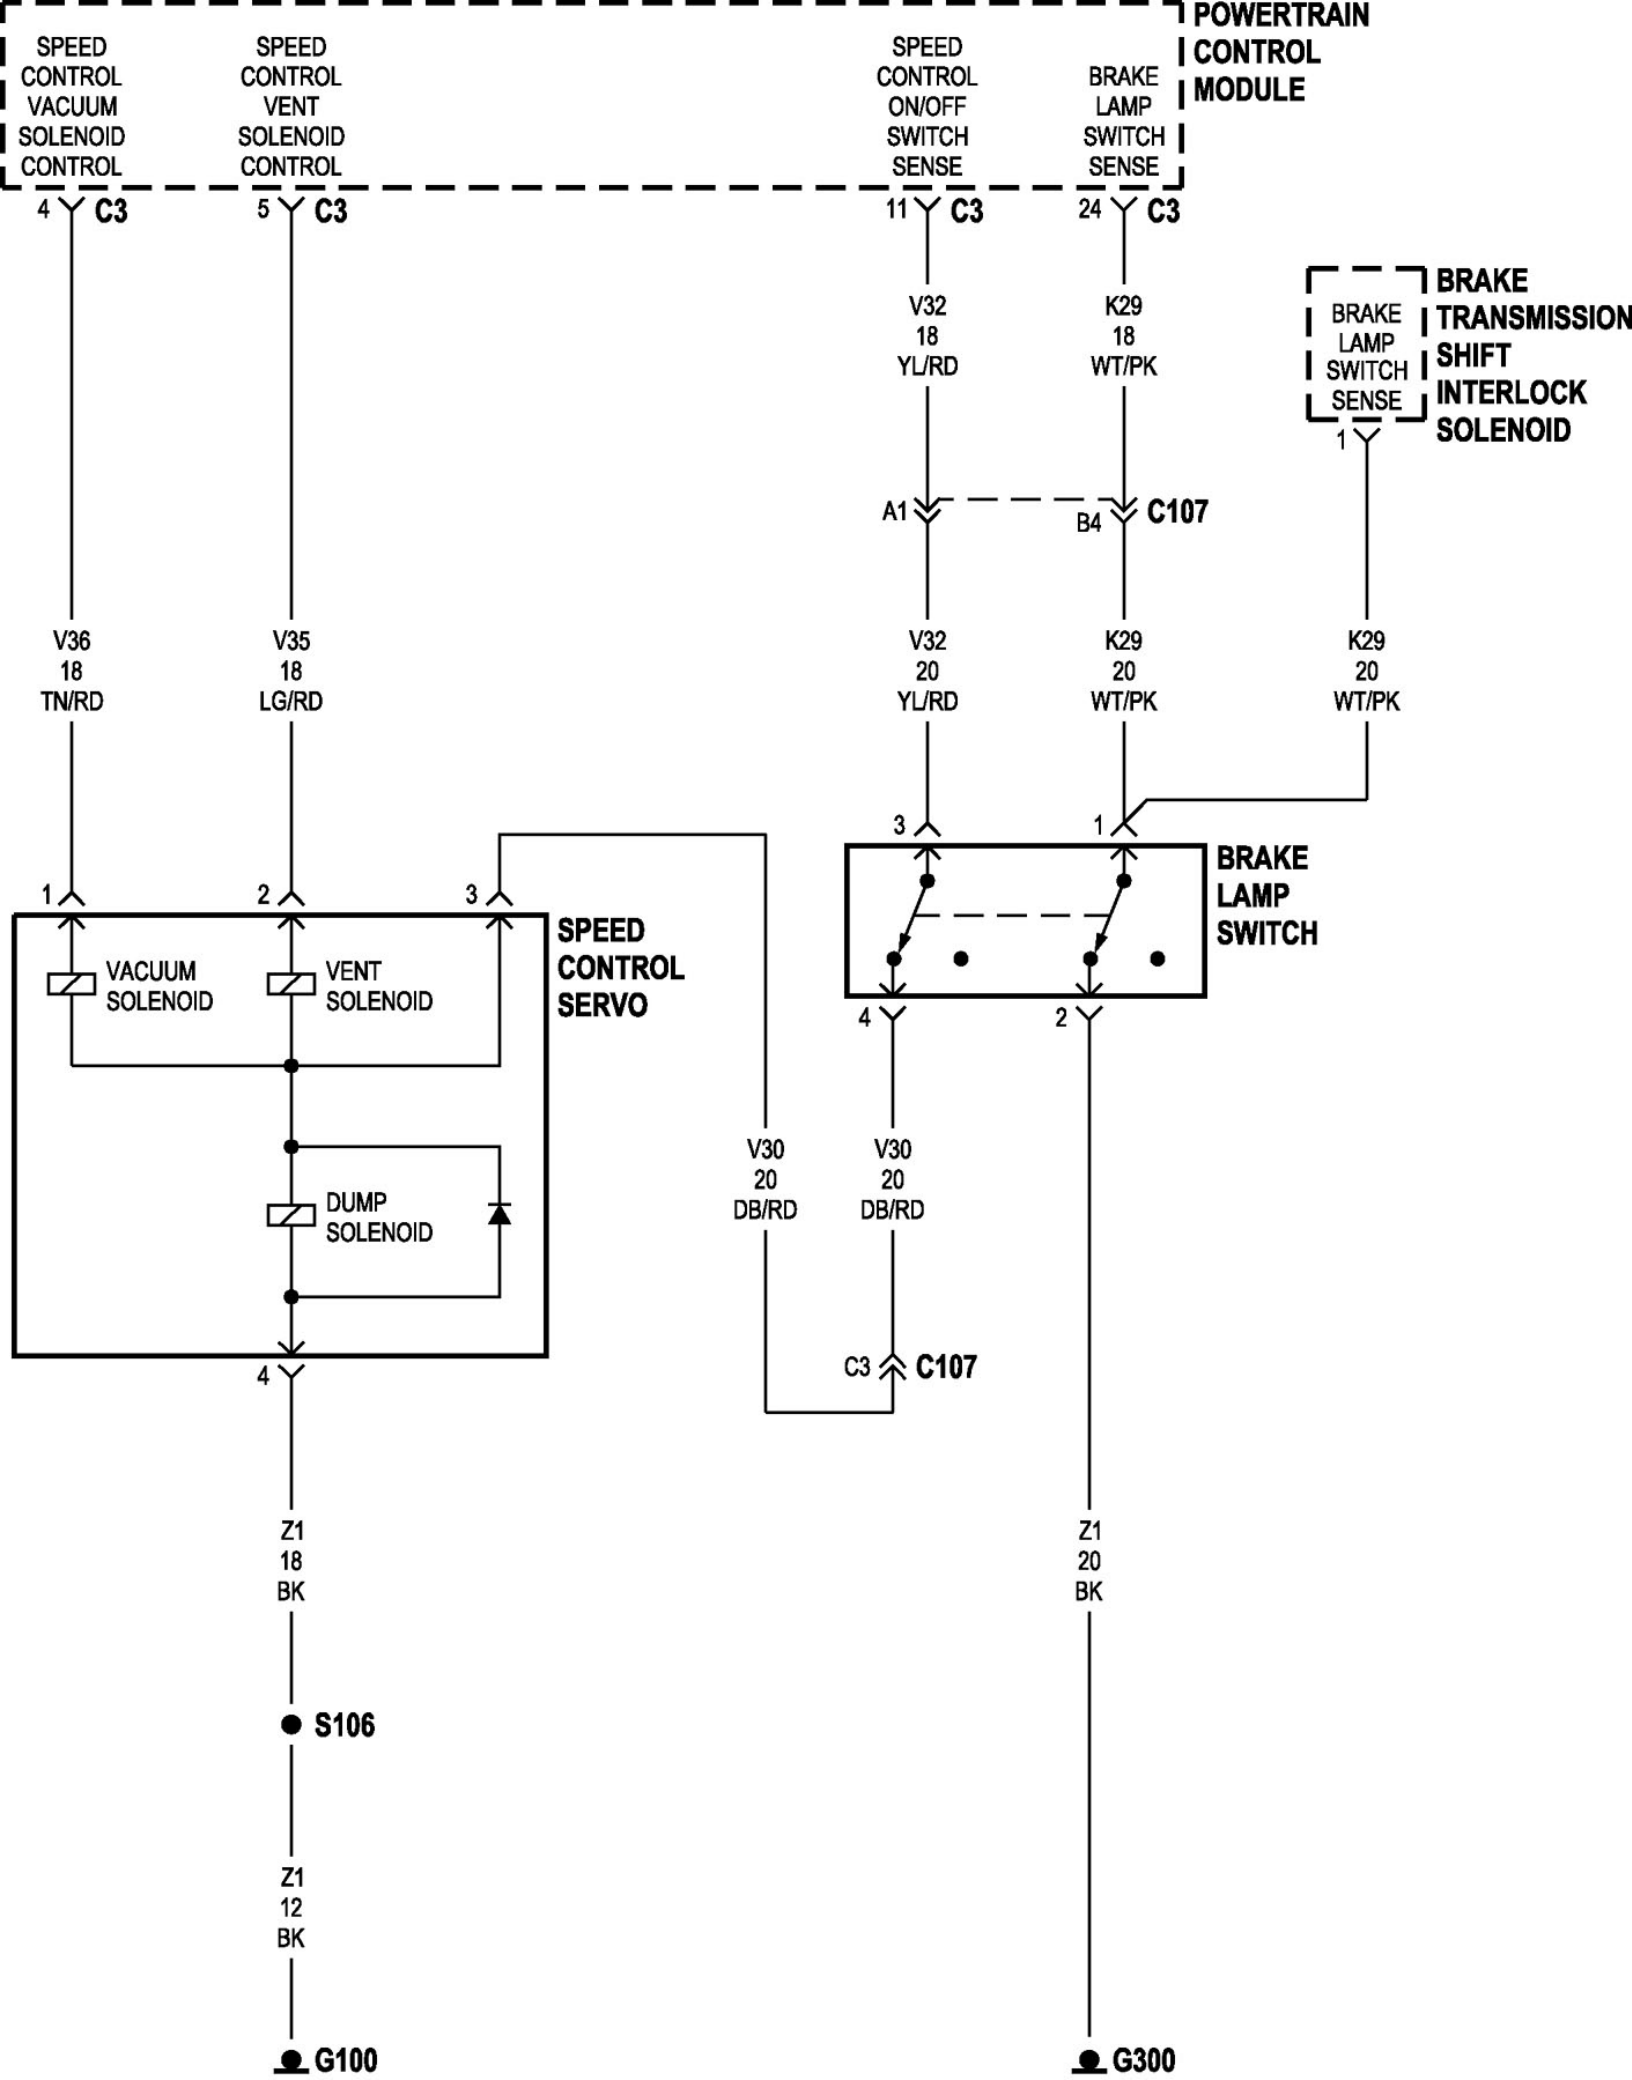 POWERTRAIN
CONTROL
MODULE
SPEED
CONTROL
VACUUM
SOLENOID
CONTROL
SPEED
CONTROL
VENT
SOLENOID
CONTROL
SPEED
CONTROL
ON/OFF
SWITCH
SENSE
BRAKE
LAMP
SWITCH
SENSE
4 C3
5 C3
11 C3
24 C3
BRAKE
LAMP
SWITCH
SENSE
BRAKE
TRANSMISSION
SHIFT
INTERLOCK
SOLENOID
1
V32
18
YL/RD
K29
18
WT/PK
A1
B4
C107
V36
18
TN/RD
V35
18
LG/RD
V32
20
YL/RD
K29
20
WT/PK
K29
20
WT/PK
3
1
BRAKE
LAMP
SWITCH
4
2
1
2
3
SPEED
CONTROL
SERVO
VACUUM
SOLENOID
VENT
SOLENOID
DUMP
SOLENOID
4
V30
20
DB/RD
V30
20
DB/RD
C3 C107
Z1
18
BK
Z1
20
BK
S106
Z1
12
BK
G100
G300